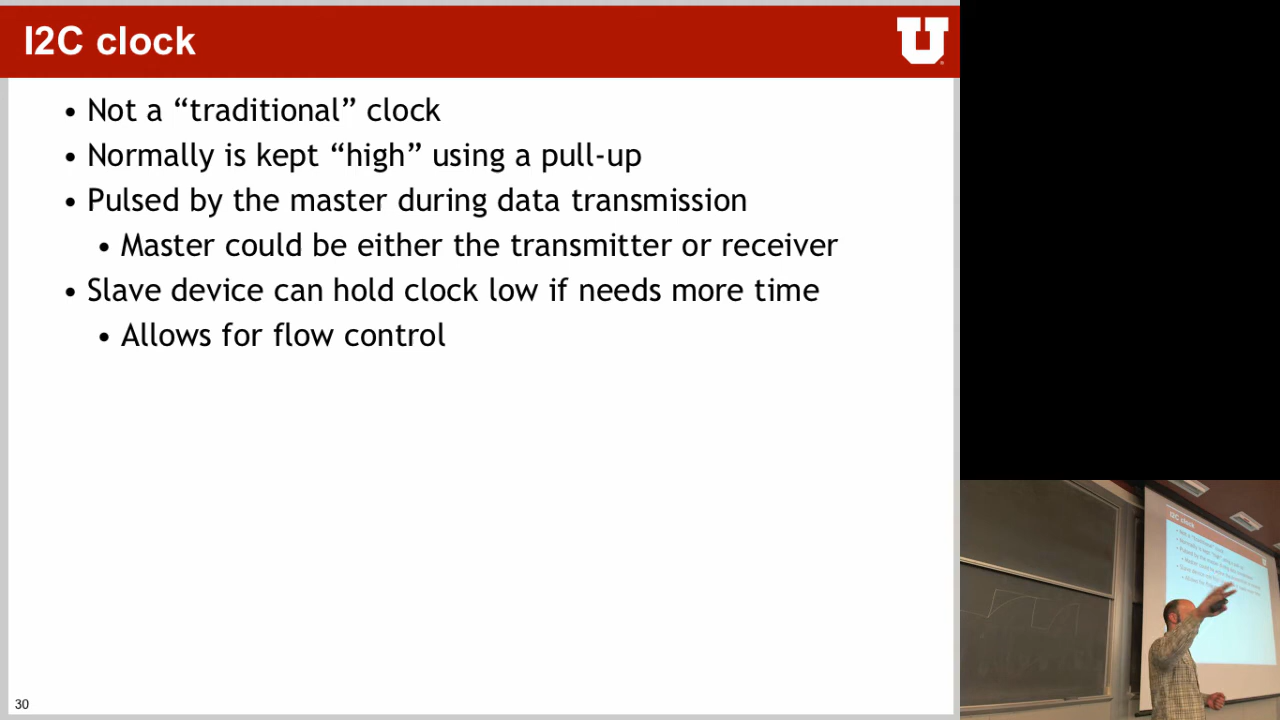 I2C clock
U
• Not a “traditional” clock
• Normally is kept “high” using a pull-up
• Pulsed by the master during data transmission
• Master could be either the transmitter or receiver
• Slave device can hold clock low if needs more time
• Allows for flow control
30
I2C clock